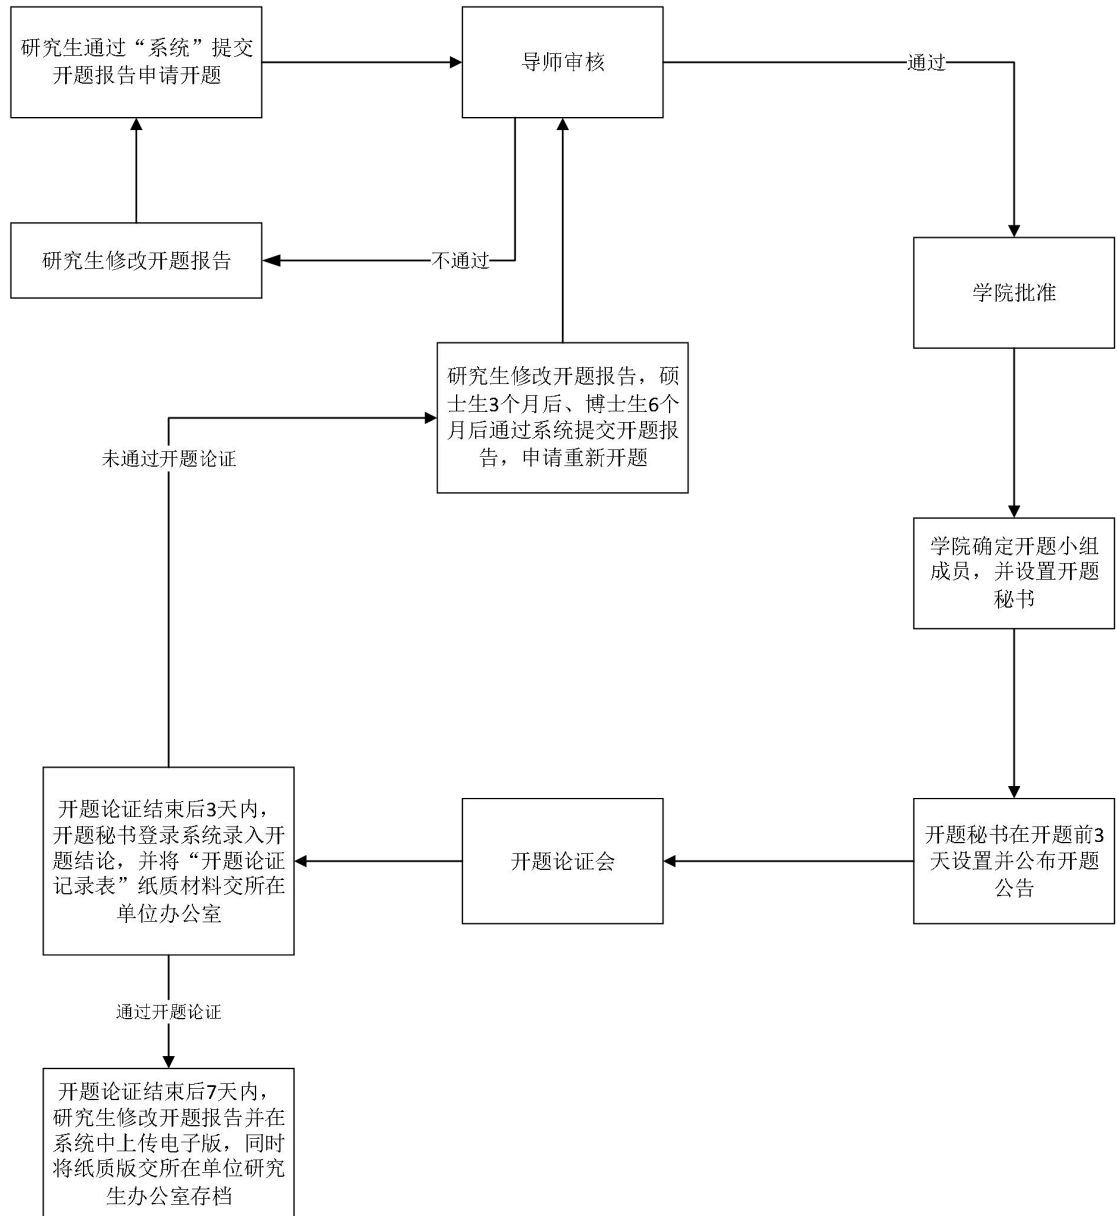 研究生通过“系统”提交
开题报告申请开题
导师审核
通过
研究生修改开题报告
不通过
学院批准
研究生修改开题报告，硕
士生3个月后、博士生6个
月后通过系统提交开题报
告，申请重新开题
未通过开题论证
学院确定开题小组
成员，并设置开题
秘书
开题论证结束后3天内，
开题秘书登录系统录入开
题结论，并将“开题论证
记录表”纸质材料交所在
单位办公室
开题论证会
开题秘书在开题前3
天设置并公布开题
公告
通过开题论证
开题论证结束后7天内，
研究生修改开题报告并在
系统中上传电子版，同时
将纸质版交所在单位研究
生办公室存档